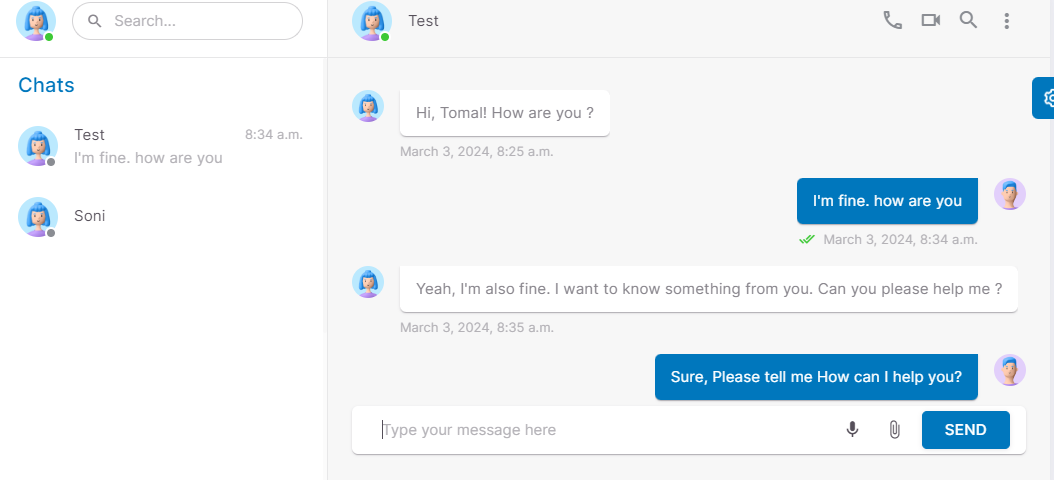 Search...
Test
Chats
Test
8:34 a.m.
I'm fine. how are you
Soni
Hi, Tomal! How are you ?
March 3, 2024, 8:25 a.m.
I'm fine. how are you
March 3, 2024, 8:34 a.m.
Yeah, I'm also fine. I want to know something from you. Can you please help me ?
March 3, 2024, 8:35 a.m.
Sure, Please tell me How can I help you?
Type your message here
SEND